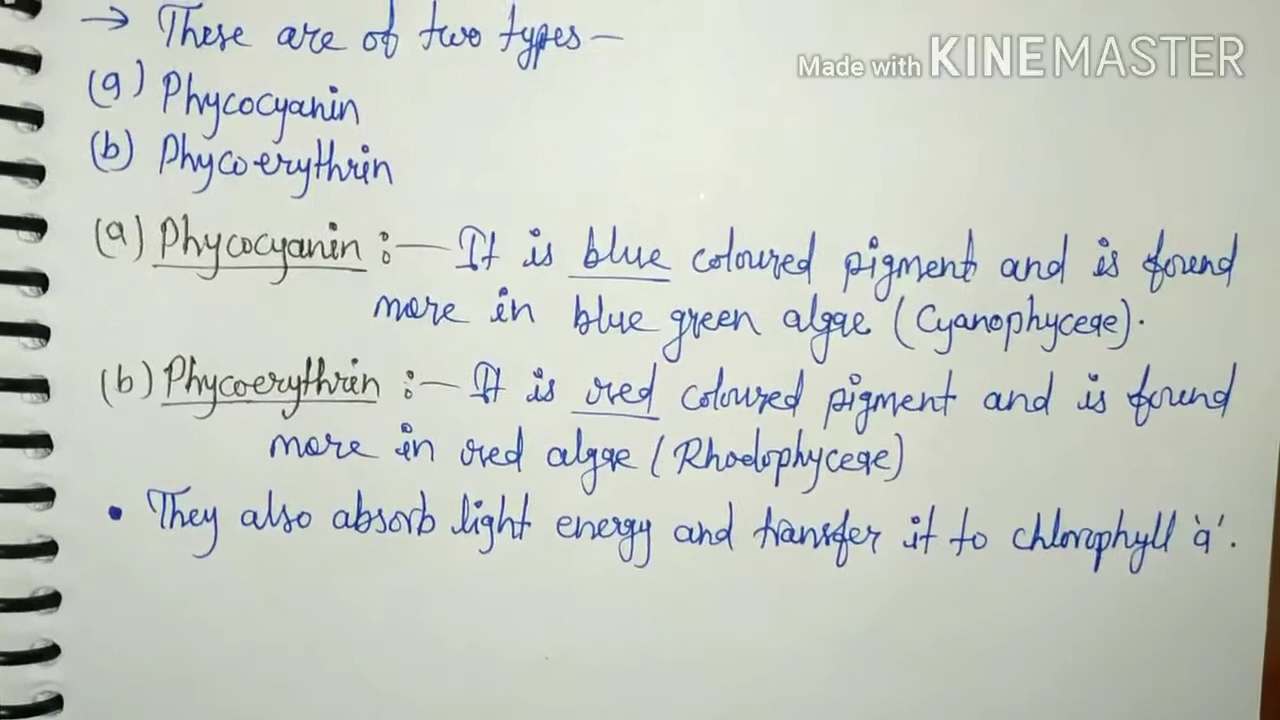 → These are of two types —
Made with KINEMASTER
(a) Phycocyanin
(b) Phycoerythrin
(a) Phycocyanin :— It is blue coloured pigment and is found
more in blue green algae (Cyanophyceae).
(b) Phycoerythrin :— It is red coloured pigment and is found
more in red algae (Rhodophyceae)
• They also absorb light energy and transfer it to chlorophyll 'a'.